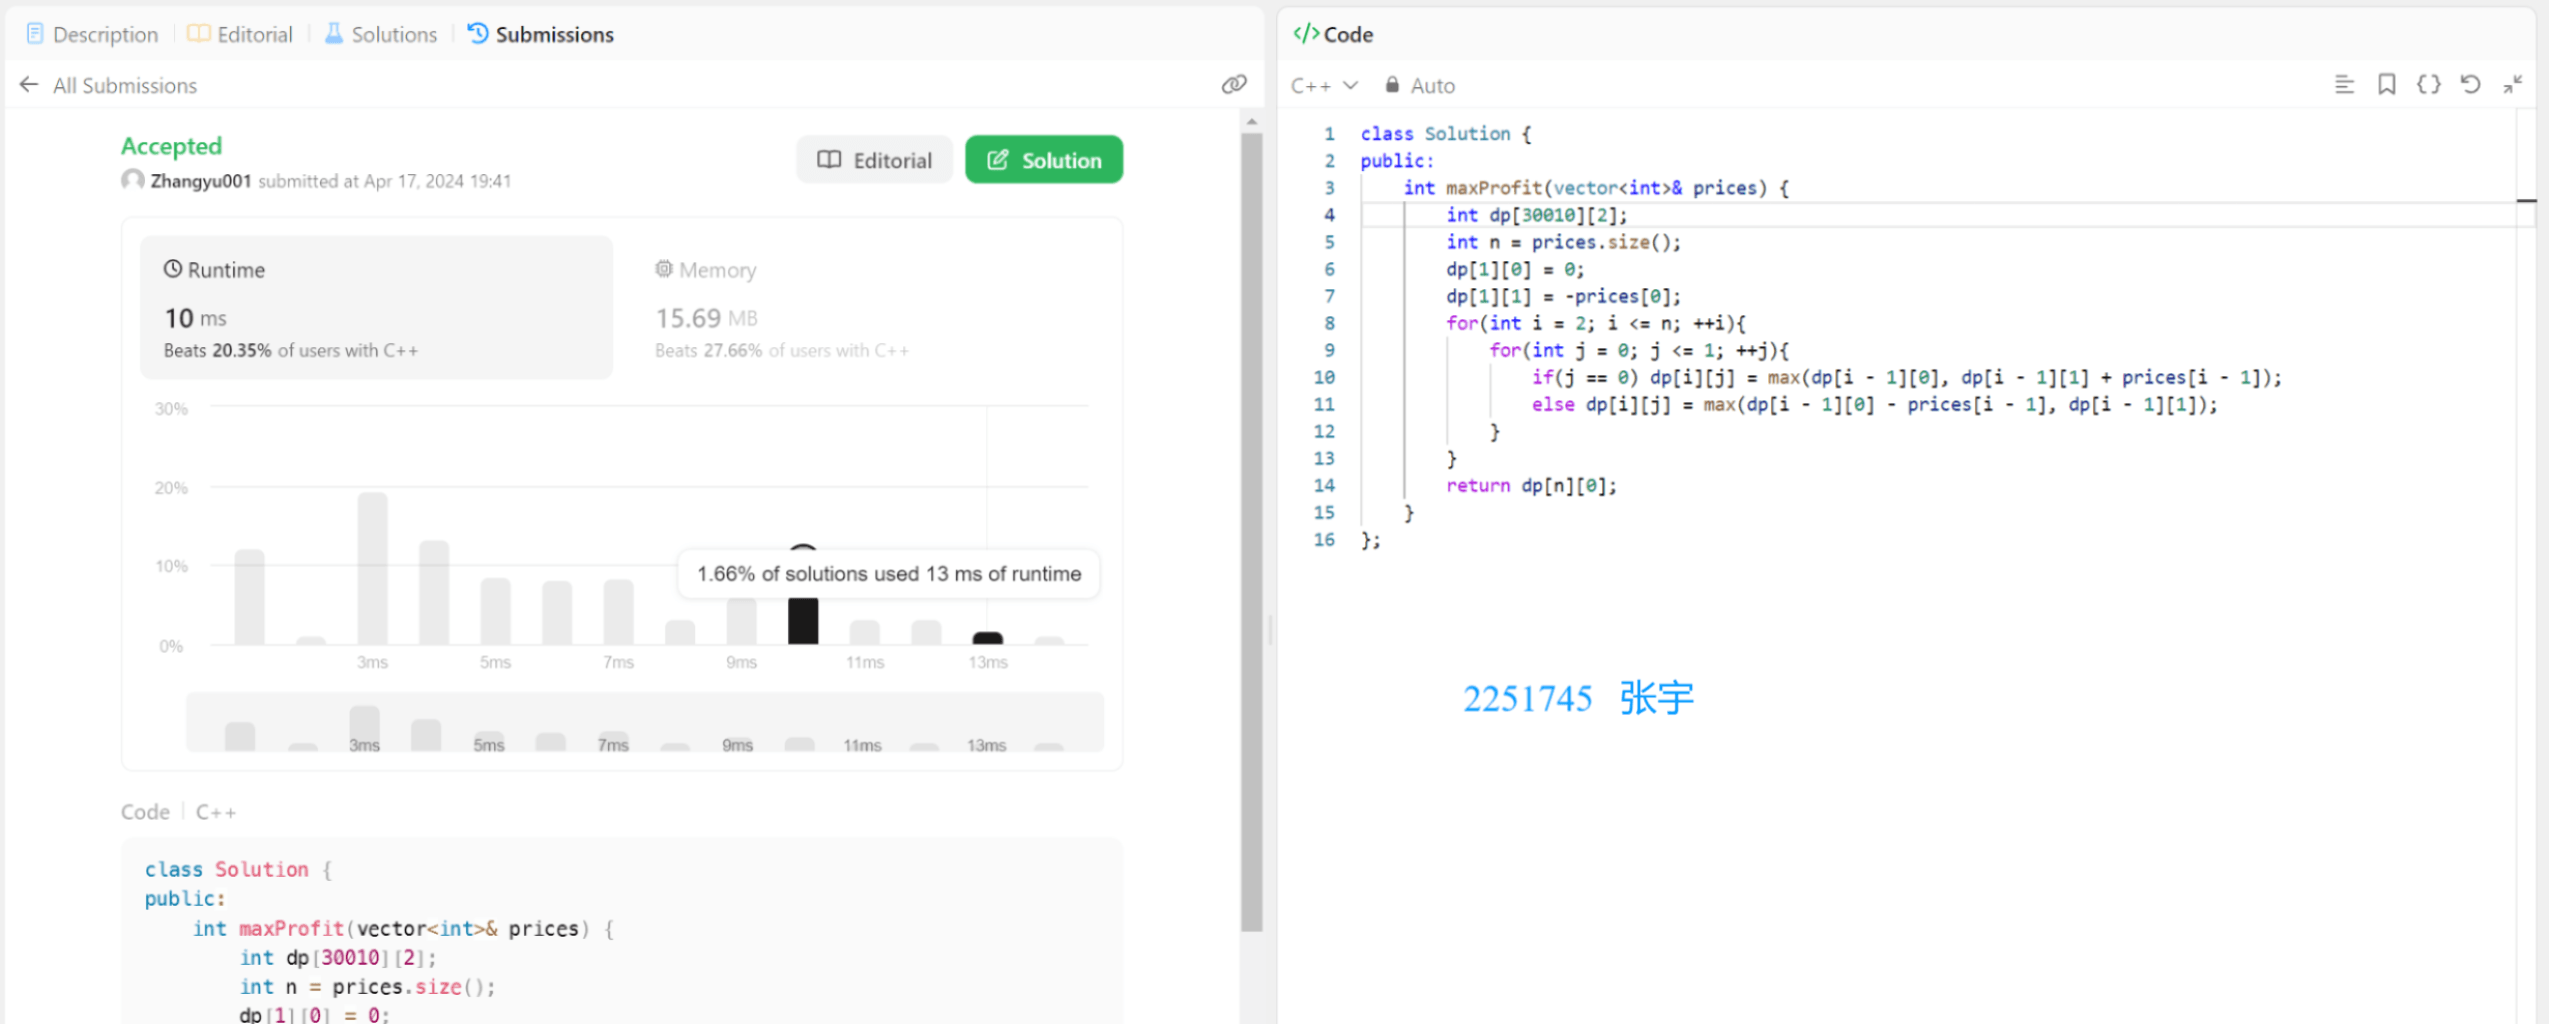 Description Editorial Solutions Submissions
All Submissions
Accepted
Zhangyu001 submitted at Apr 17, 2024 19:41
Editorial Solution
Runtime
10 ms
Beats 20.35% of users with C++
Memory
15.69 MB
Beats 27.66% of users with C++
30%
20%
10%
0%
1.66% of solutions used 13 ms of runtime
3ms 5ms 7ms 9ms 11ms 13ms
3ms 5ms 7ms 9ms 11ms 13ms
Code C++
class Solution {
public:
int maxProfit(vector<int>& prices) {
int dp[30010][2];
int n = prices.size();
dp[1][0] = 0;
</> Code
C++ Auto
1 class Solution {
2 public:
3 int maxProfit(vector<int>& prices) {
4 int dp[30010][2];
5 int n = prices.size();
6 dp[1][0] = 0;
7 dp[1][1] = -prices[0];
8 for(int i = 2; i <= n; ++i){
9 for(int j = 0; j <= 1; ++j){
10 if(j == 0) dp[i][j] = max(dp[i - 1][0], dp[i - 1][1] + prices[i - 1]);
11 else dp[i][j] = max(dp[i - 1][0] - prices[i - 1], dp[i - 1][1]);
12 }
13 }
14 return dp[n][0];
15 }
16 };
2251745 张宇